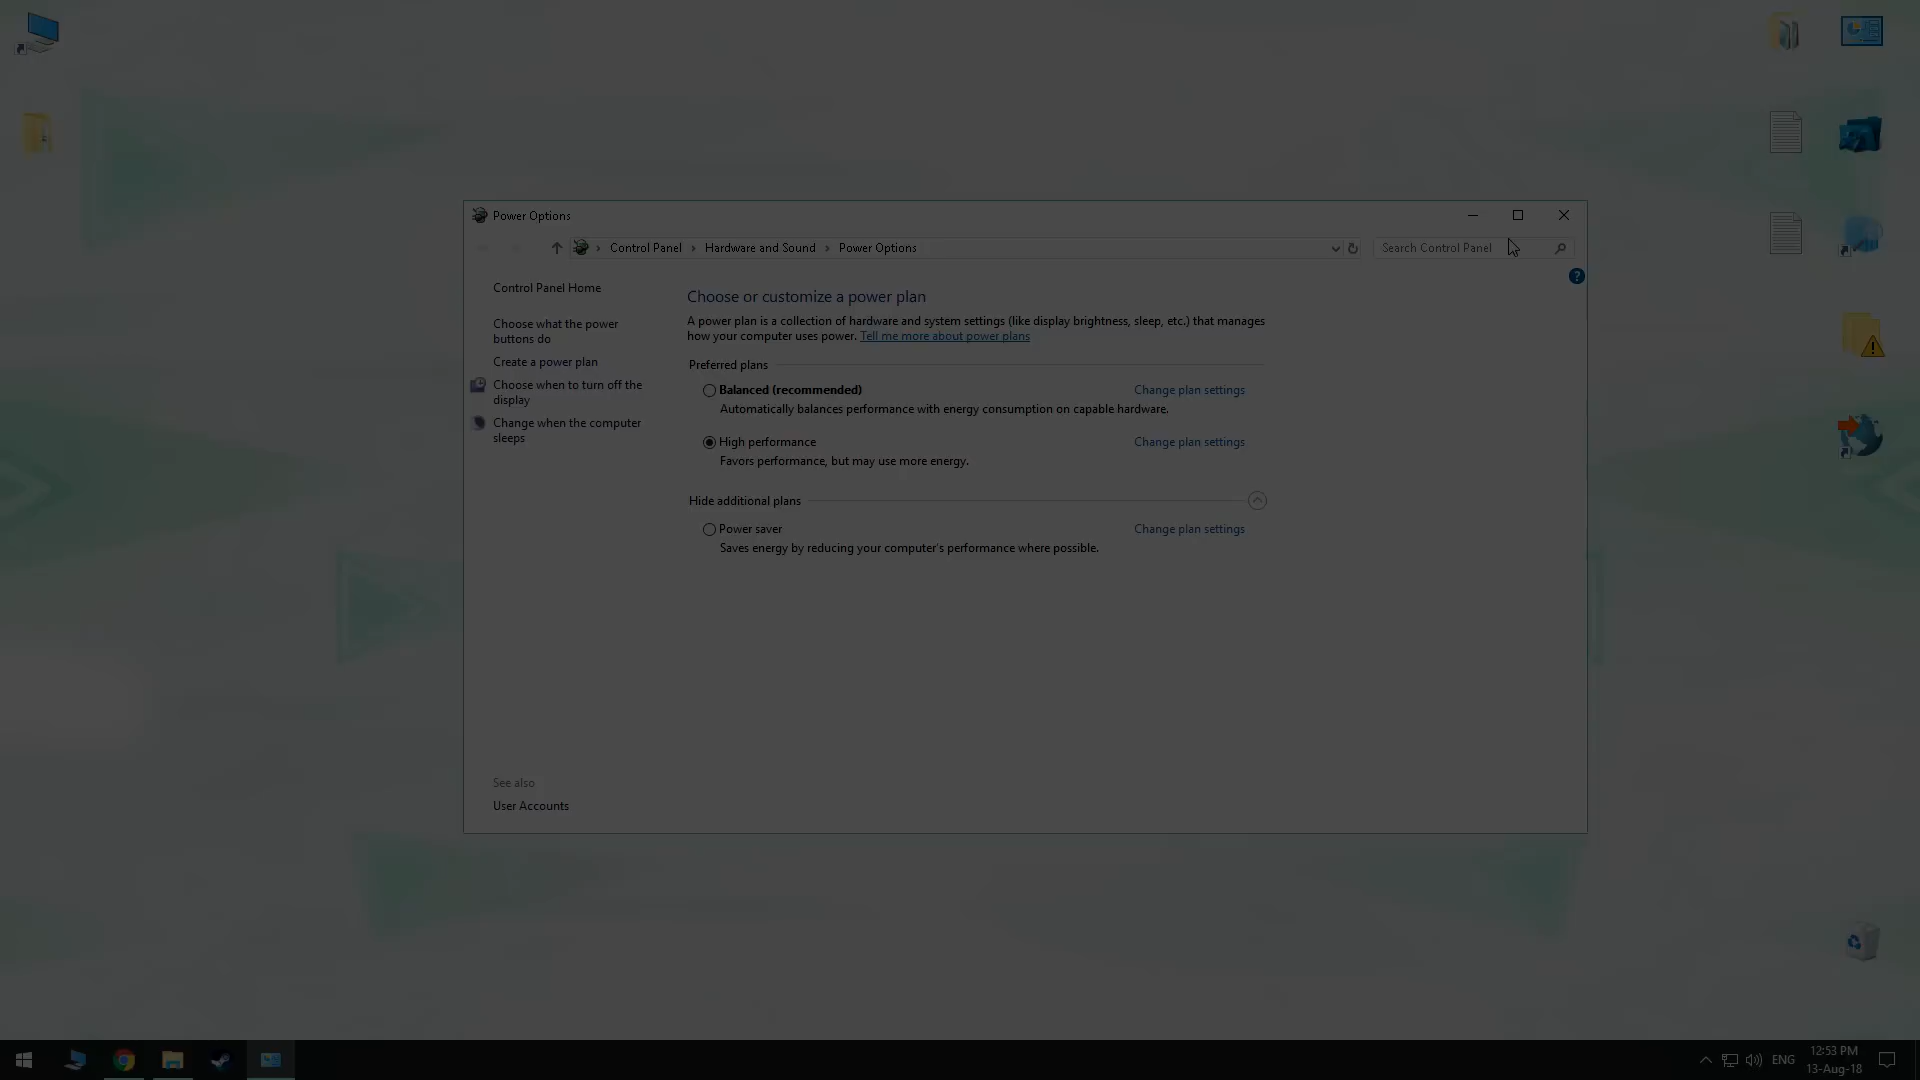 Power Options
Control Panel
Hardware and Sound
Power Options
Search Control Panel
Control Panel Home
Choose what the power
buttons do
Create a power plan
Choose when to turn off the
display
Change when the computer
sleeps
Choose or customize a power plan
A power plan is a collection of hardware and system settings (like display brightness, sleep, etc.) that manages
how your computer uses power. Tell me more about power plans
Preferred plans
Balanced (recommended) Change plan settings
Automatically balances performance with energy consumption on capable hardware.
High performance Change plan settings
Favors performance, but may use more energy.
Hide additional plans
Power saver Change plan settings
Saves energy by reducing your computer's performance where possible.
See also
User Accounts
ENG
12:53 PM
13-Aug-18